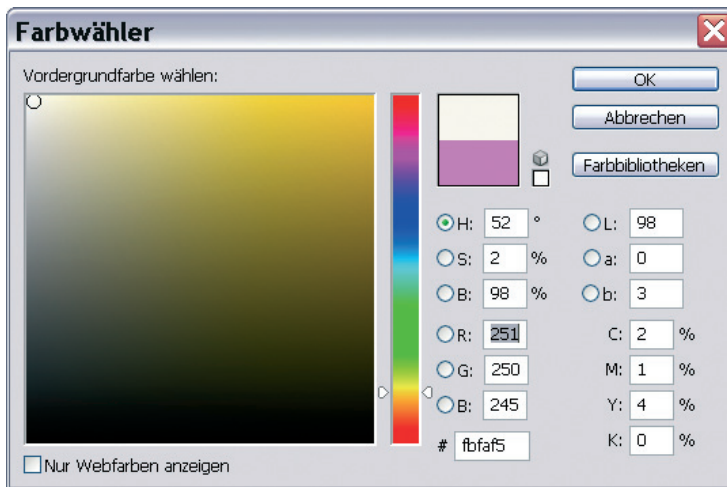 Farbwähler
Vordergrundfarbe wählen:
OK
Abbrechen
Farbbibliotheken
H: 52 °
S: 2 %
B: 98 %
R: 251
G: 250
B: 245
# fbfaf5
L: 98
a: 0
b: 3
C: 2 %
M: 1 %
Y: 4 %
K: 0 %
Nur Webfarben anzeigen